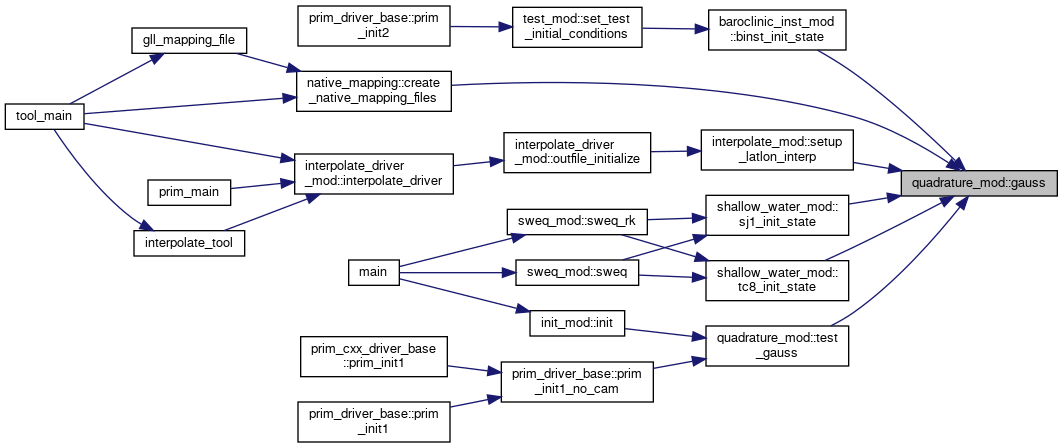 prim_driver_base::prim
_init2
test_mod::set_test
_initial_conditions
baroclinic_inst_mod
::binst_init_state
gll_mapping_file
native_mapping::create
_native_mapping_files
tool_main
interpolate_driver
_mod::outfile_initialize
interpolate_mod::setup
_latlon_interp
interpolate_driver
_mod::interpolate_driver
prim_main
quadrature_mod::gauss
interpolate_tool
sweq_mod::sweq_rk
shallow_water_mod::
sj1_init_state
main
sweq_mod::sweq
shallow_water_mod::
tc8_init_state
init_mod::init
quadrature_mod::test
_gauss
prim_cxx_driver_base
::prim_init1
prim_driver_base::prim
_init1_no_cam
prim_driver_base::prim
_init1